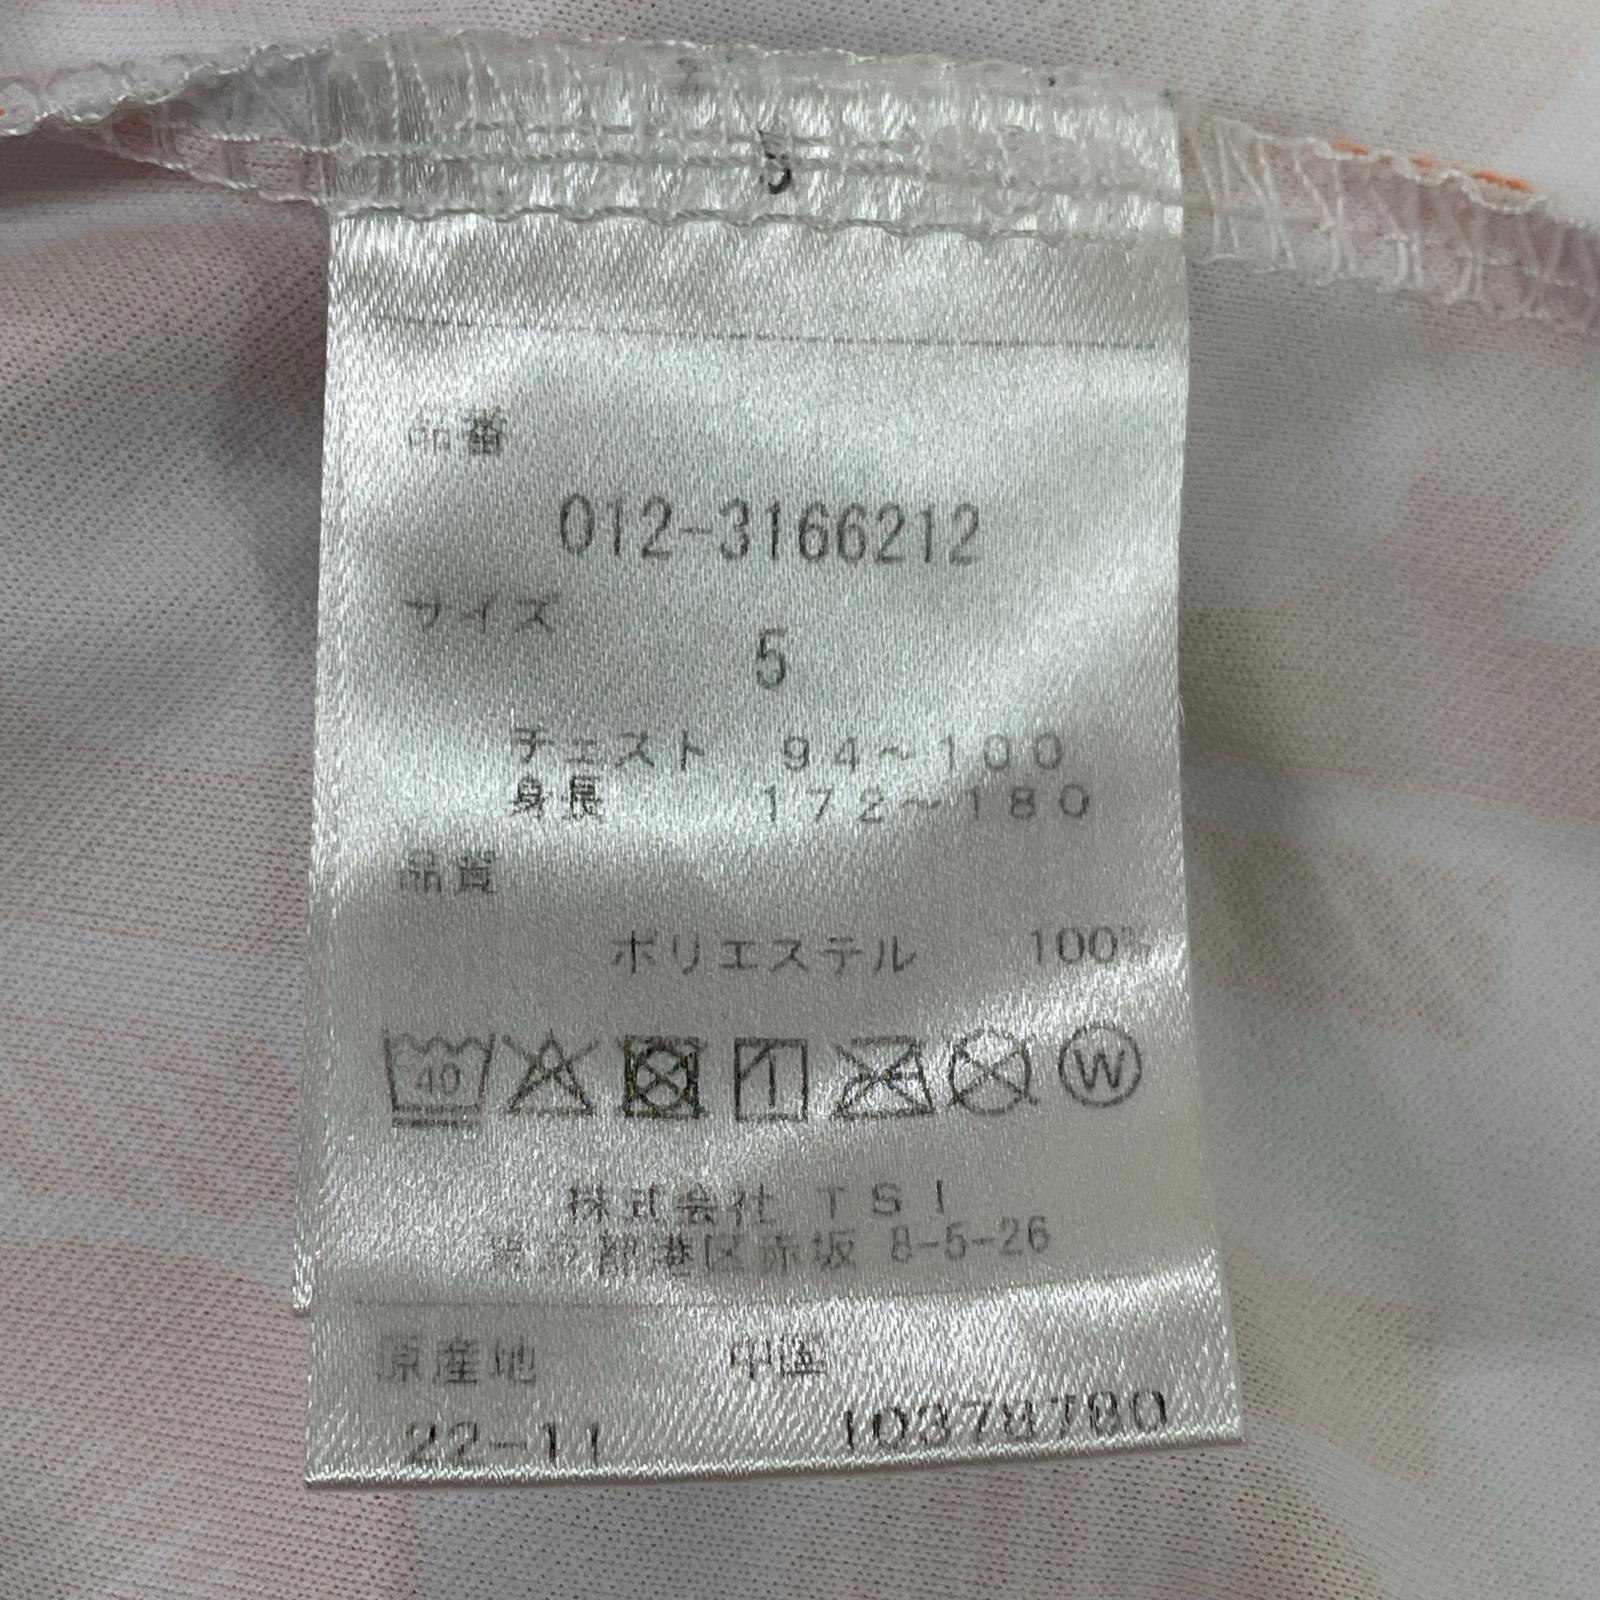 5
品番
012-3166212
サイズ
5
チェスト 94~100
身長 172~180
品質
ポリエステル 100%
40
W
株式会社 TSI
東京都港区赤坂 8-5-26
原産地 中国
22-11 10378780